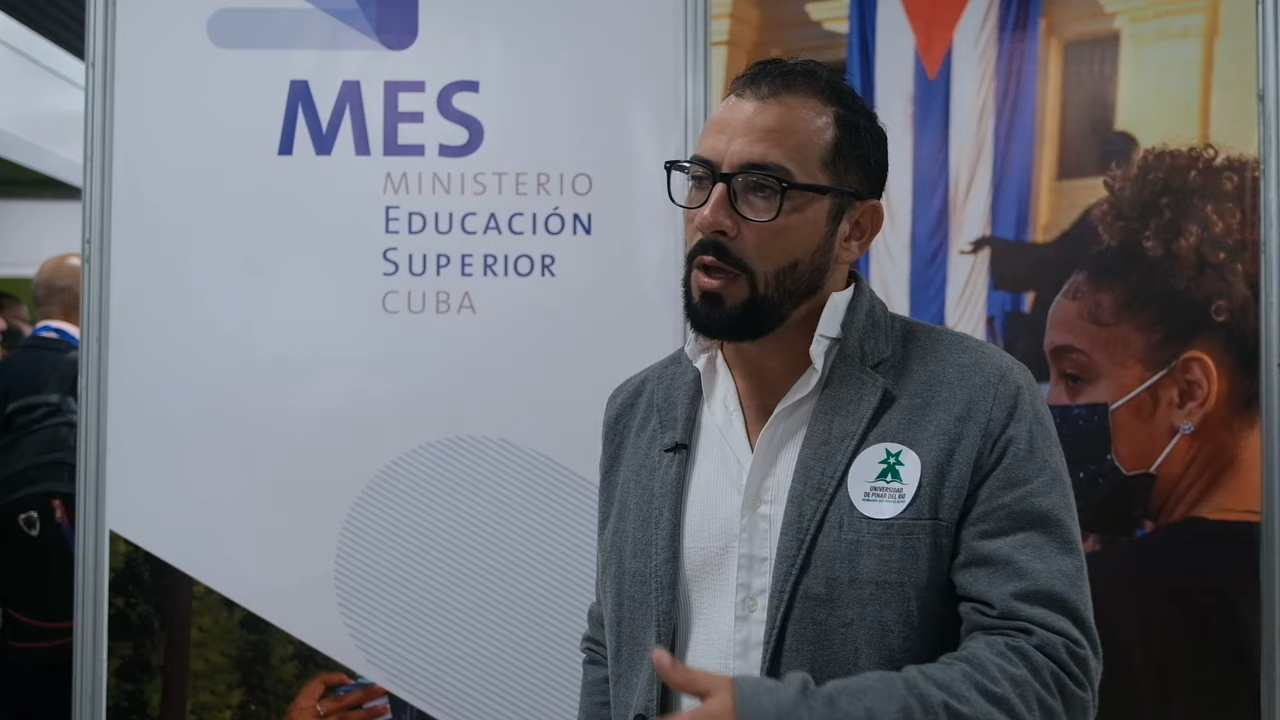 MES
MINISTERIO
EDUCACIÓN
SUPERIOR
CUBA
UNIVERSIDAD
DE PINAR DEL RÍO